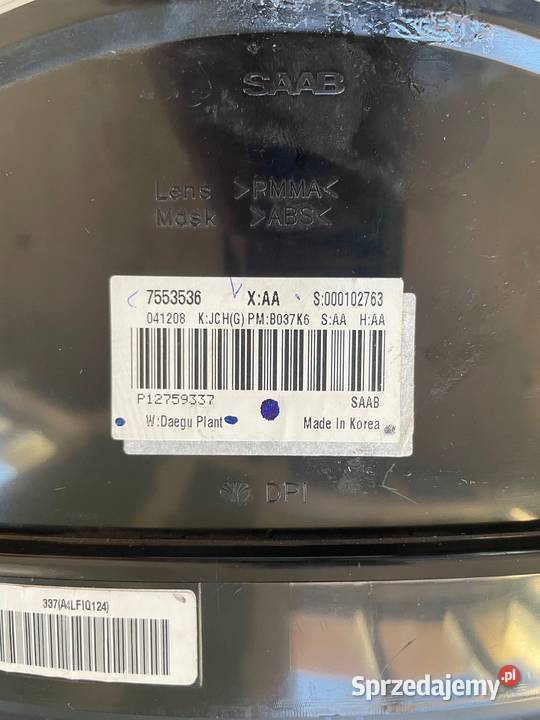 SAAB
Lens >PMMA<
Mask >ABS<
7553536 X:AA S:000102763
041208 K:JCH(G) PM:B037K6 S:AA H:AA
P12759337 SAAB
W:Daegu Plant Made In Korea
DPI
337(A4LFIQ124)
Sprzedajemy.pl